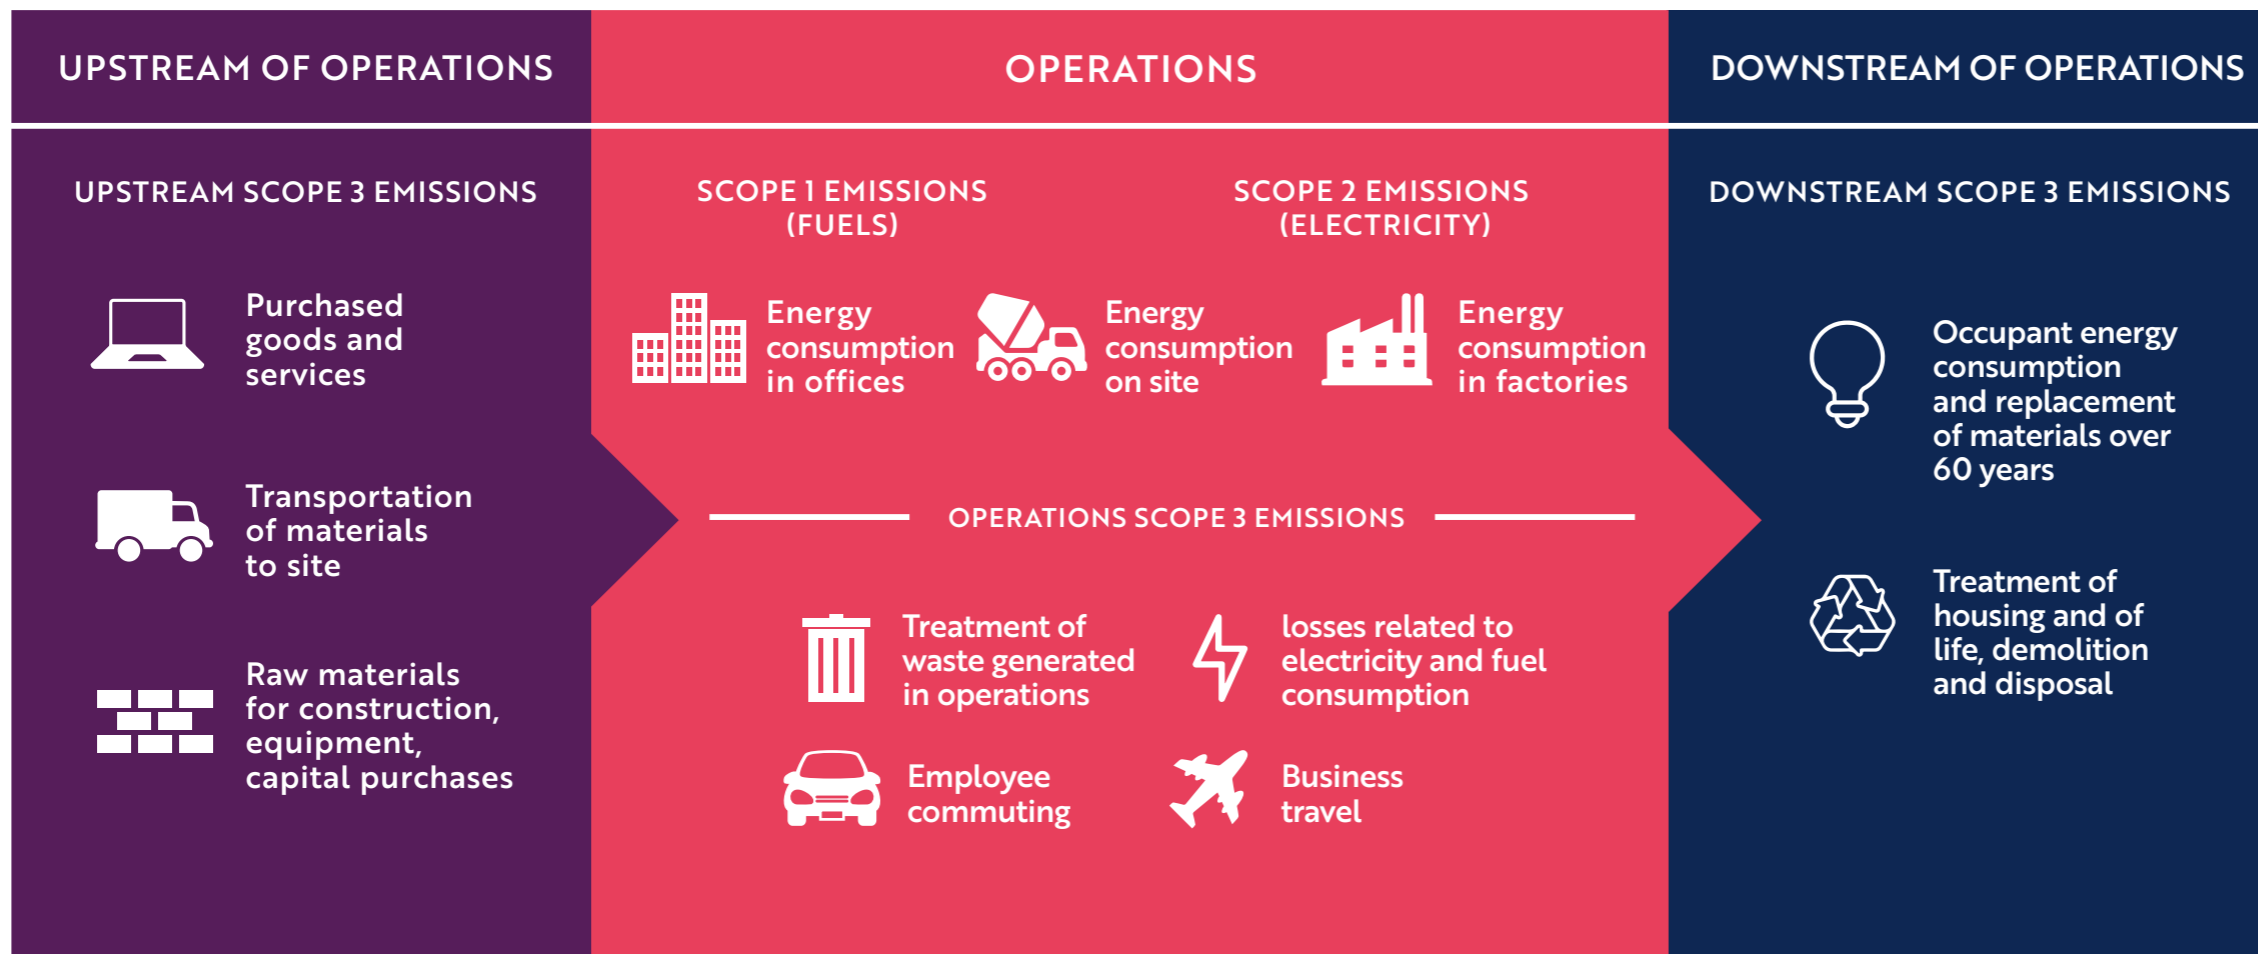 UPSTREAM OF OPERATIONS
OPERATIONS
DOWNSTREAM OF OPERATIONS
UPSTREAM SCOPE 3 EMISSIONS
Purchased
goods and
services
Transportation
of materials
to site
Raw materials
for construction,
equipment,
capital purchases
SCOPE 1 EMISSIONS
(FUELS)
SCOPE 2 EMISSIONS
(ELECTRICITY)
Energy
consumption
in offices
Energy
consumption
on site
Energy
consumption
in factories
OPERATIONS SCOPE 3 EMISSIONS
Treatment of
waste generated
in operations
losses related to
electricity and fuel
consumption
Employee
commuting
Business
travel
DOWNSTREAM SCOPE 3 EMISSIONS
Occupant energy
consumption
and replacement
of materials over
60 years
Treatment of
housing and of
life, demolition
and disposal